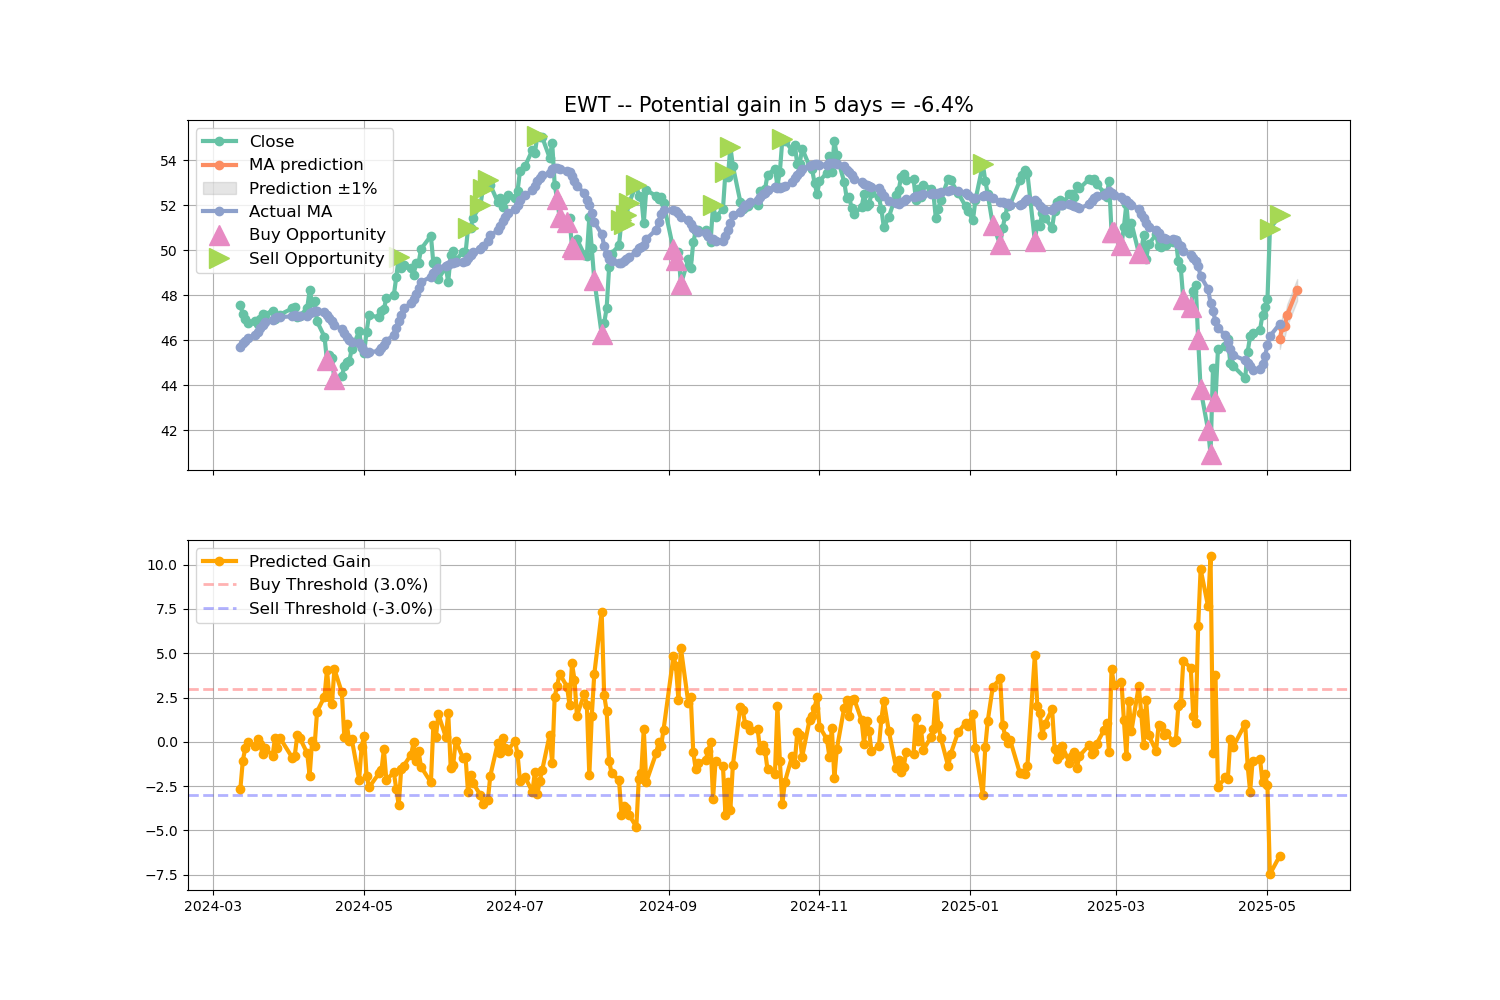 EWT -- Potential gain in 5 days = -6.4%
Close
MA prediction
Prediction ±1%
Actual MA
Buy Opportunity
Sell Opportunity
54
52
50
48
46
44
42
Predicted Gain
Buy Threshold (3.0%)
Sell Threshold (-3.0%)
10.0
7.5
5.0
2.5
0.0
−2.5
−5.0
−7.5
2024-03 2024-05 2024-07 2024-09 2024-11 2025-01 2025-03 2025-05